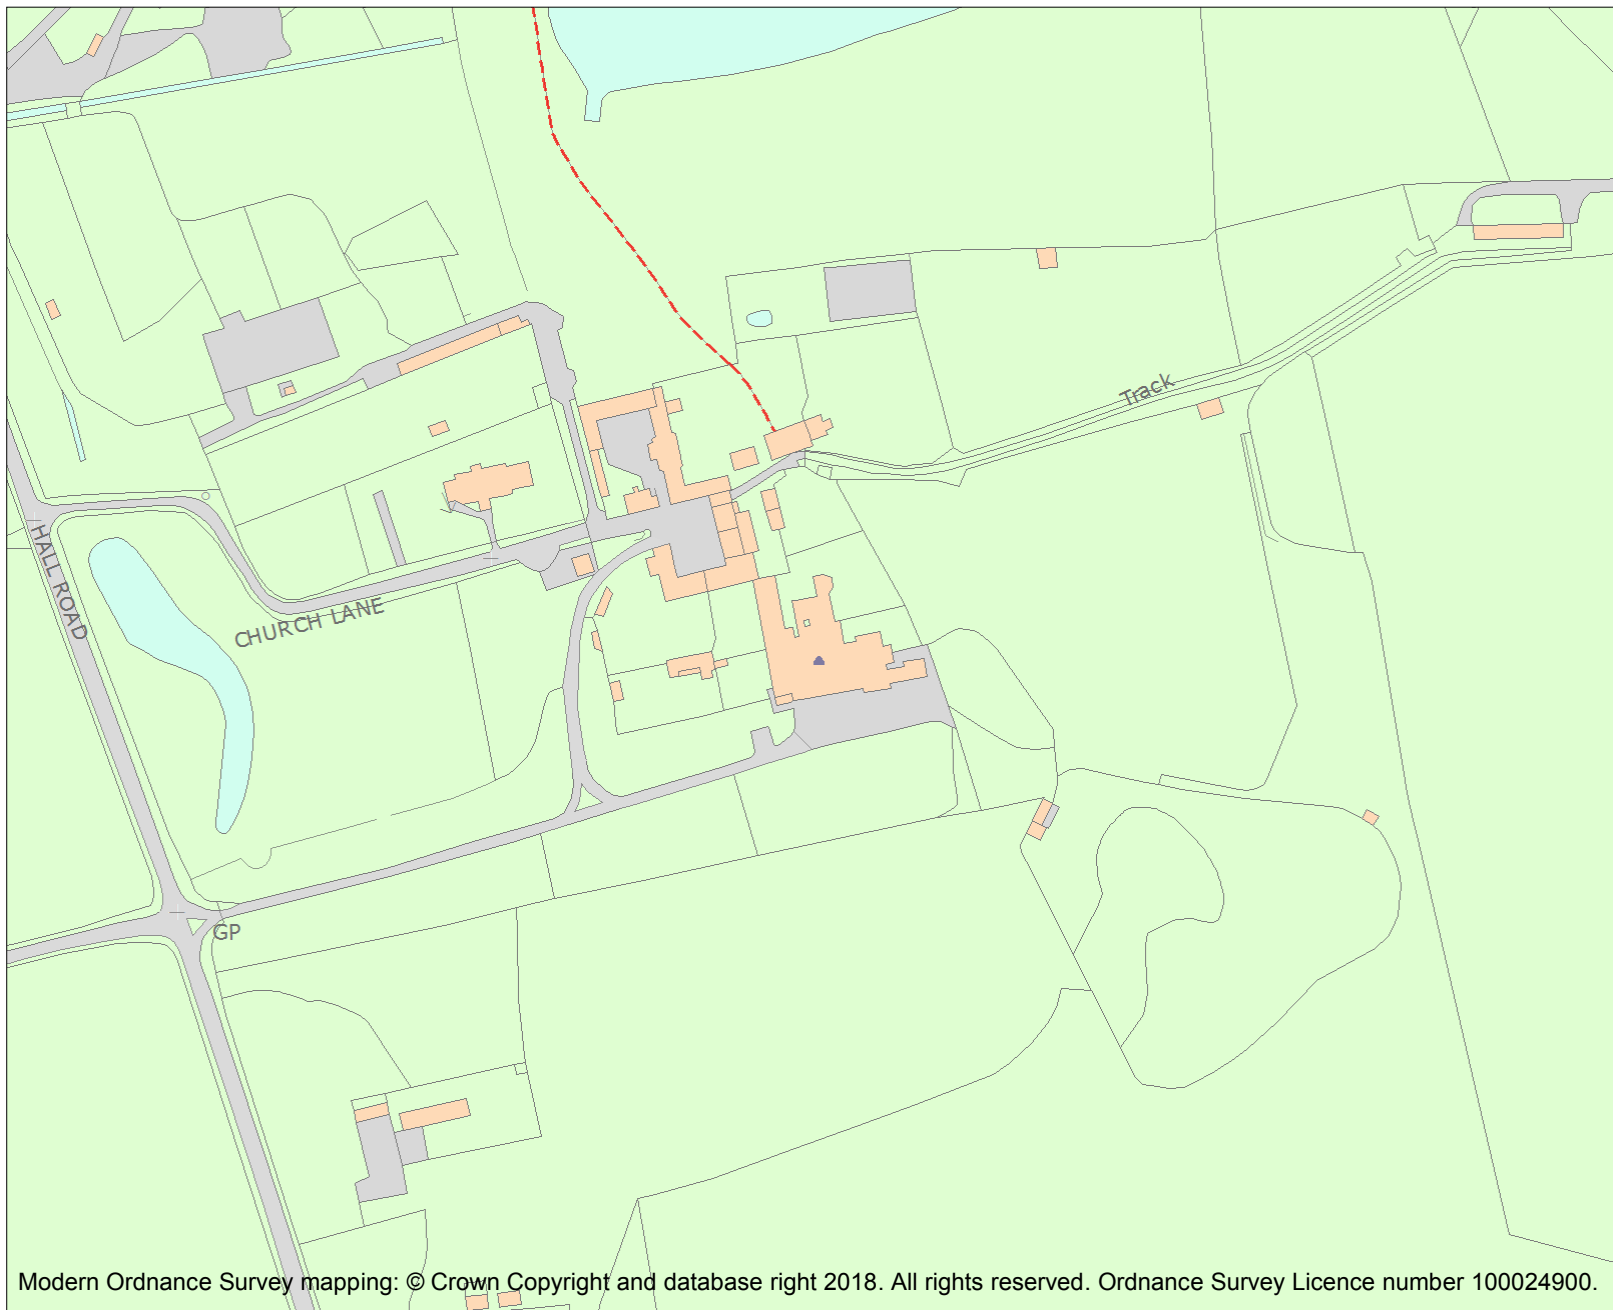 Track
HALL ROAD
CHURCH LANE
GP
Modern Ordnance Survey mapping: © Crown Copyright and database right 2018. All rights reserved. Ordnance Survey Licence number 100024900.